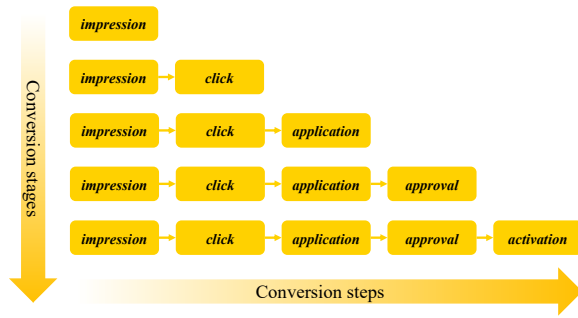 impression
impression click
impression click application
impression click application approval
impression click application approval activation
Conversion stages
Conversion steps